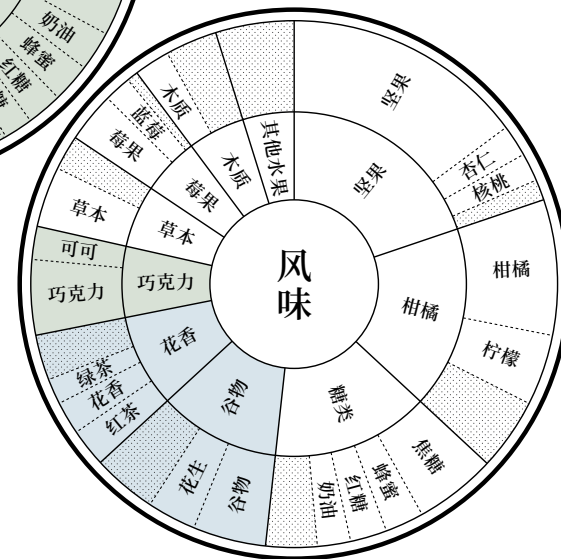 奶油
蜂蜜
红糖
风
味
坚果
柑橘
糖类
谷物
花香
巧克力
草本
莓果
木质
其他水果
坚果
杏仁
核桃
柑橘
柠檬
焦糖
蜂蜜
红糖
奶油
谷物
花生
红茶
花香
绿茶
巧克力
可可
草本
莓果
蓝莓
木质